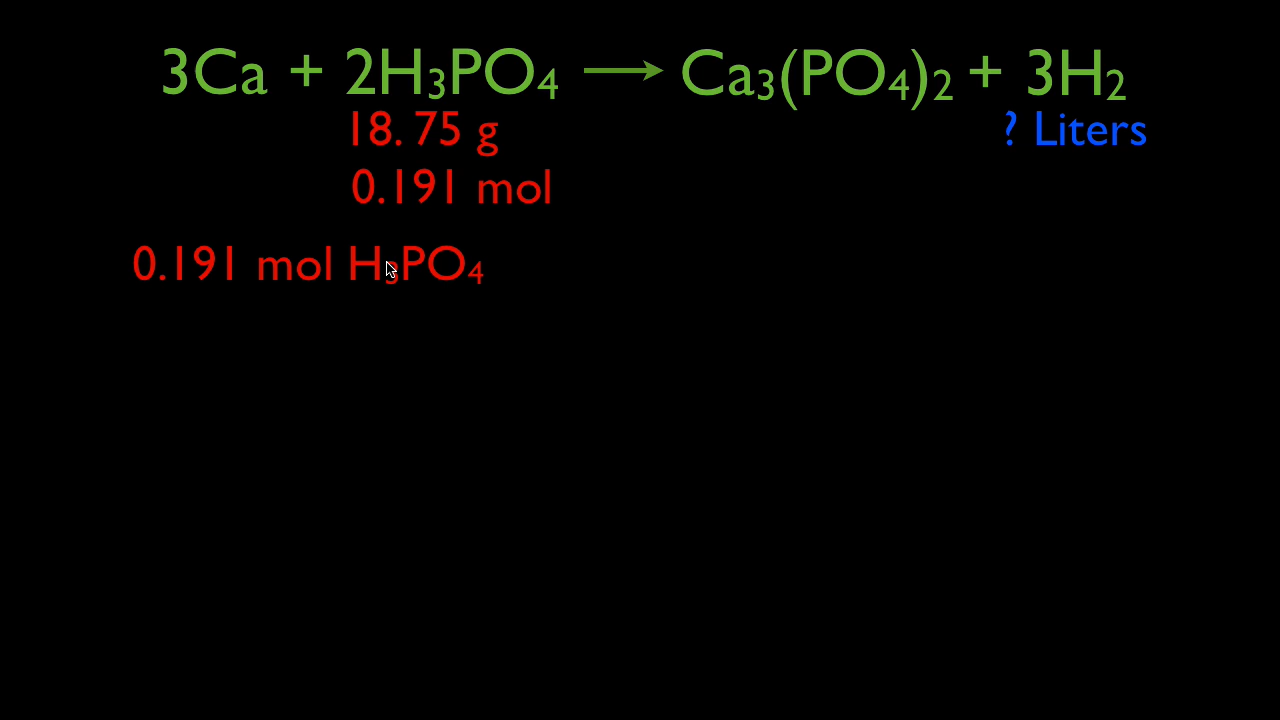 3Ca + 2H₃PO₄ → Ca₃(PO₄)₂ + 3H₂
18.75 g ? Liters
0.191 mol
0.191 mol H₃PO₄